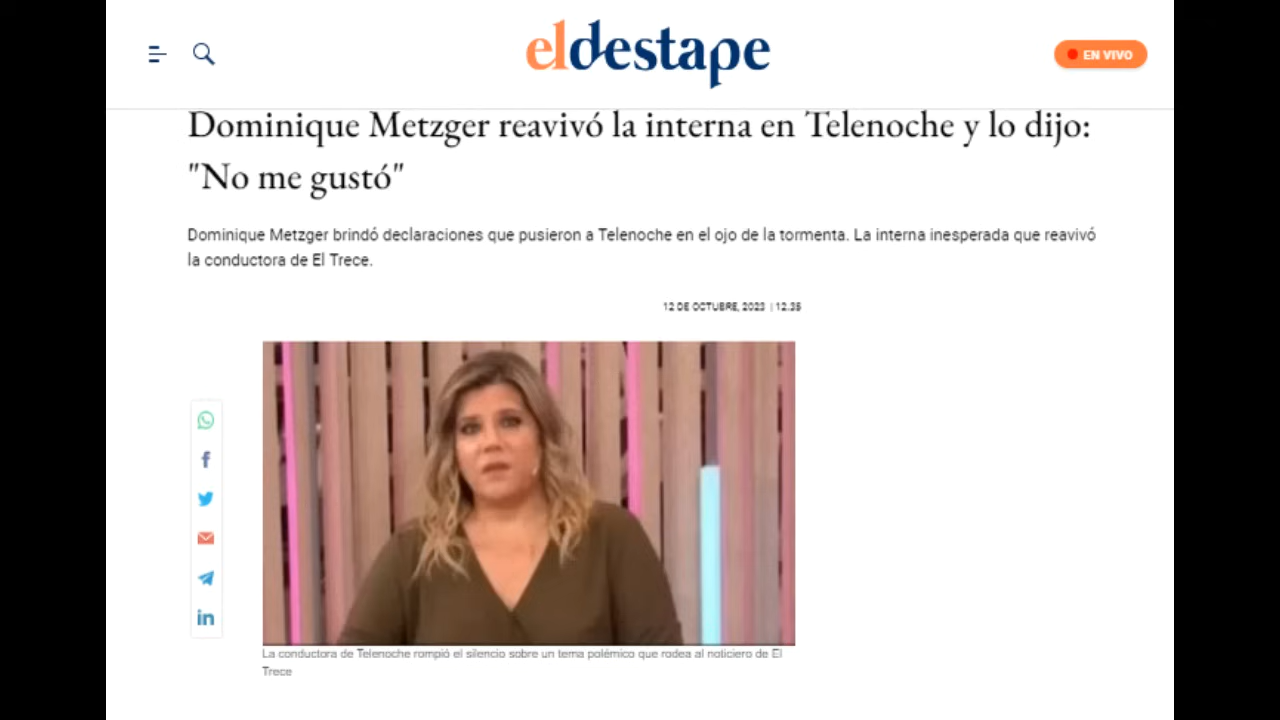 eldestape
EN VIVO
Dominique Metzger reavivó la interna en Telenoche y lo dijo:
"No me gustó"
Dominique Metzger brindó declaraciones que pusieron a Telenoche en el ojo de la tormenta. La interna inesperada que reavivó
la conductora de El Trece.
12 DE OCTUBRE, 2023 | 12.35
La conductora de Telenoche rompió el silencio sobre un tema polémico que rodea al noticiero de El
Trece